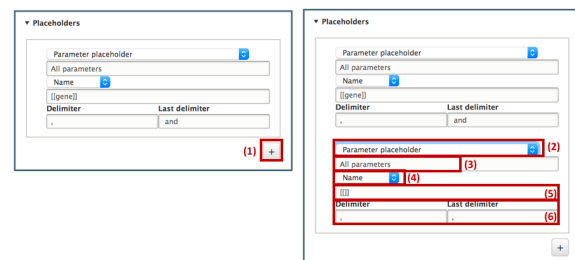 ▼ Placeholders
Parameter placeholder
All parameters
Name
[[gene]]
Delimiter Last delimiter
, and
(1) +
▼ Placeholders
Parameter placeholder
All parameters
Name
[[gene]]
Delimiter Last delimiter
, and
Parameter placeholder (2)
All parameters (3)
Name (4)
[[]] (5)
Delimiter Last delimiter
, , (6)
+